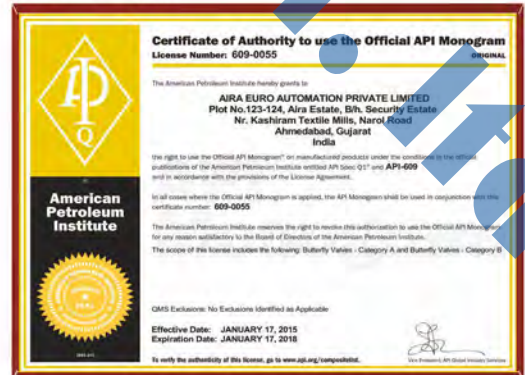 Certificate of Authority to use the Official API Monogram
License Number: 609-0055
ORIGINAL
The American Petroleum Institute hereby grants to
AIRA EURO AUTOMATION PRIVATE LIMITED
Plot No.123-124, Aira Estate, B/h. Security Estate
Nr. Kashiram Textile Mills, Narol Road
Ahmedabad, Gujarat
India
the right to use the Official API Monogram® on manufactured products under the conditions in the official
publications of the American Petroleum Institute entitled API Spec Q1® and API-609
and in accordance with the provisions of the License Agreement.
In all cases where the Official API Monogram is applied, the API Monogram shall be used in conjunction with this
certificate number: 609-0055
The American Petroleum Institute reserves the right to revoke this authorization to use the Official API Monogram
for any reason satisfactory to the Board of Directors of the American Petroleum Institute.
The scope of this license includes the following: Butterfly Valves - Category A and Butterfly Valves - Category B
QMS Exclusions: No Exclusions Identified as Applicable
Effective Date: JANUARY 17, 2015
Expiration Date: JANUARY 17, 2018
To verify the authenticity of this license, go to www.api.org/compositelist.
Vice President, API Global Industry Services
API
Q
American
Petroleum
Institute